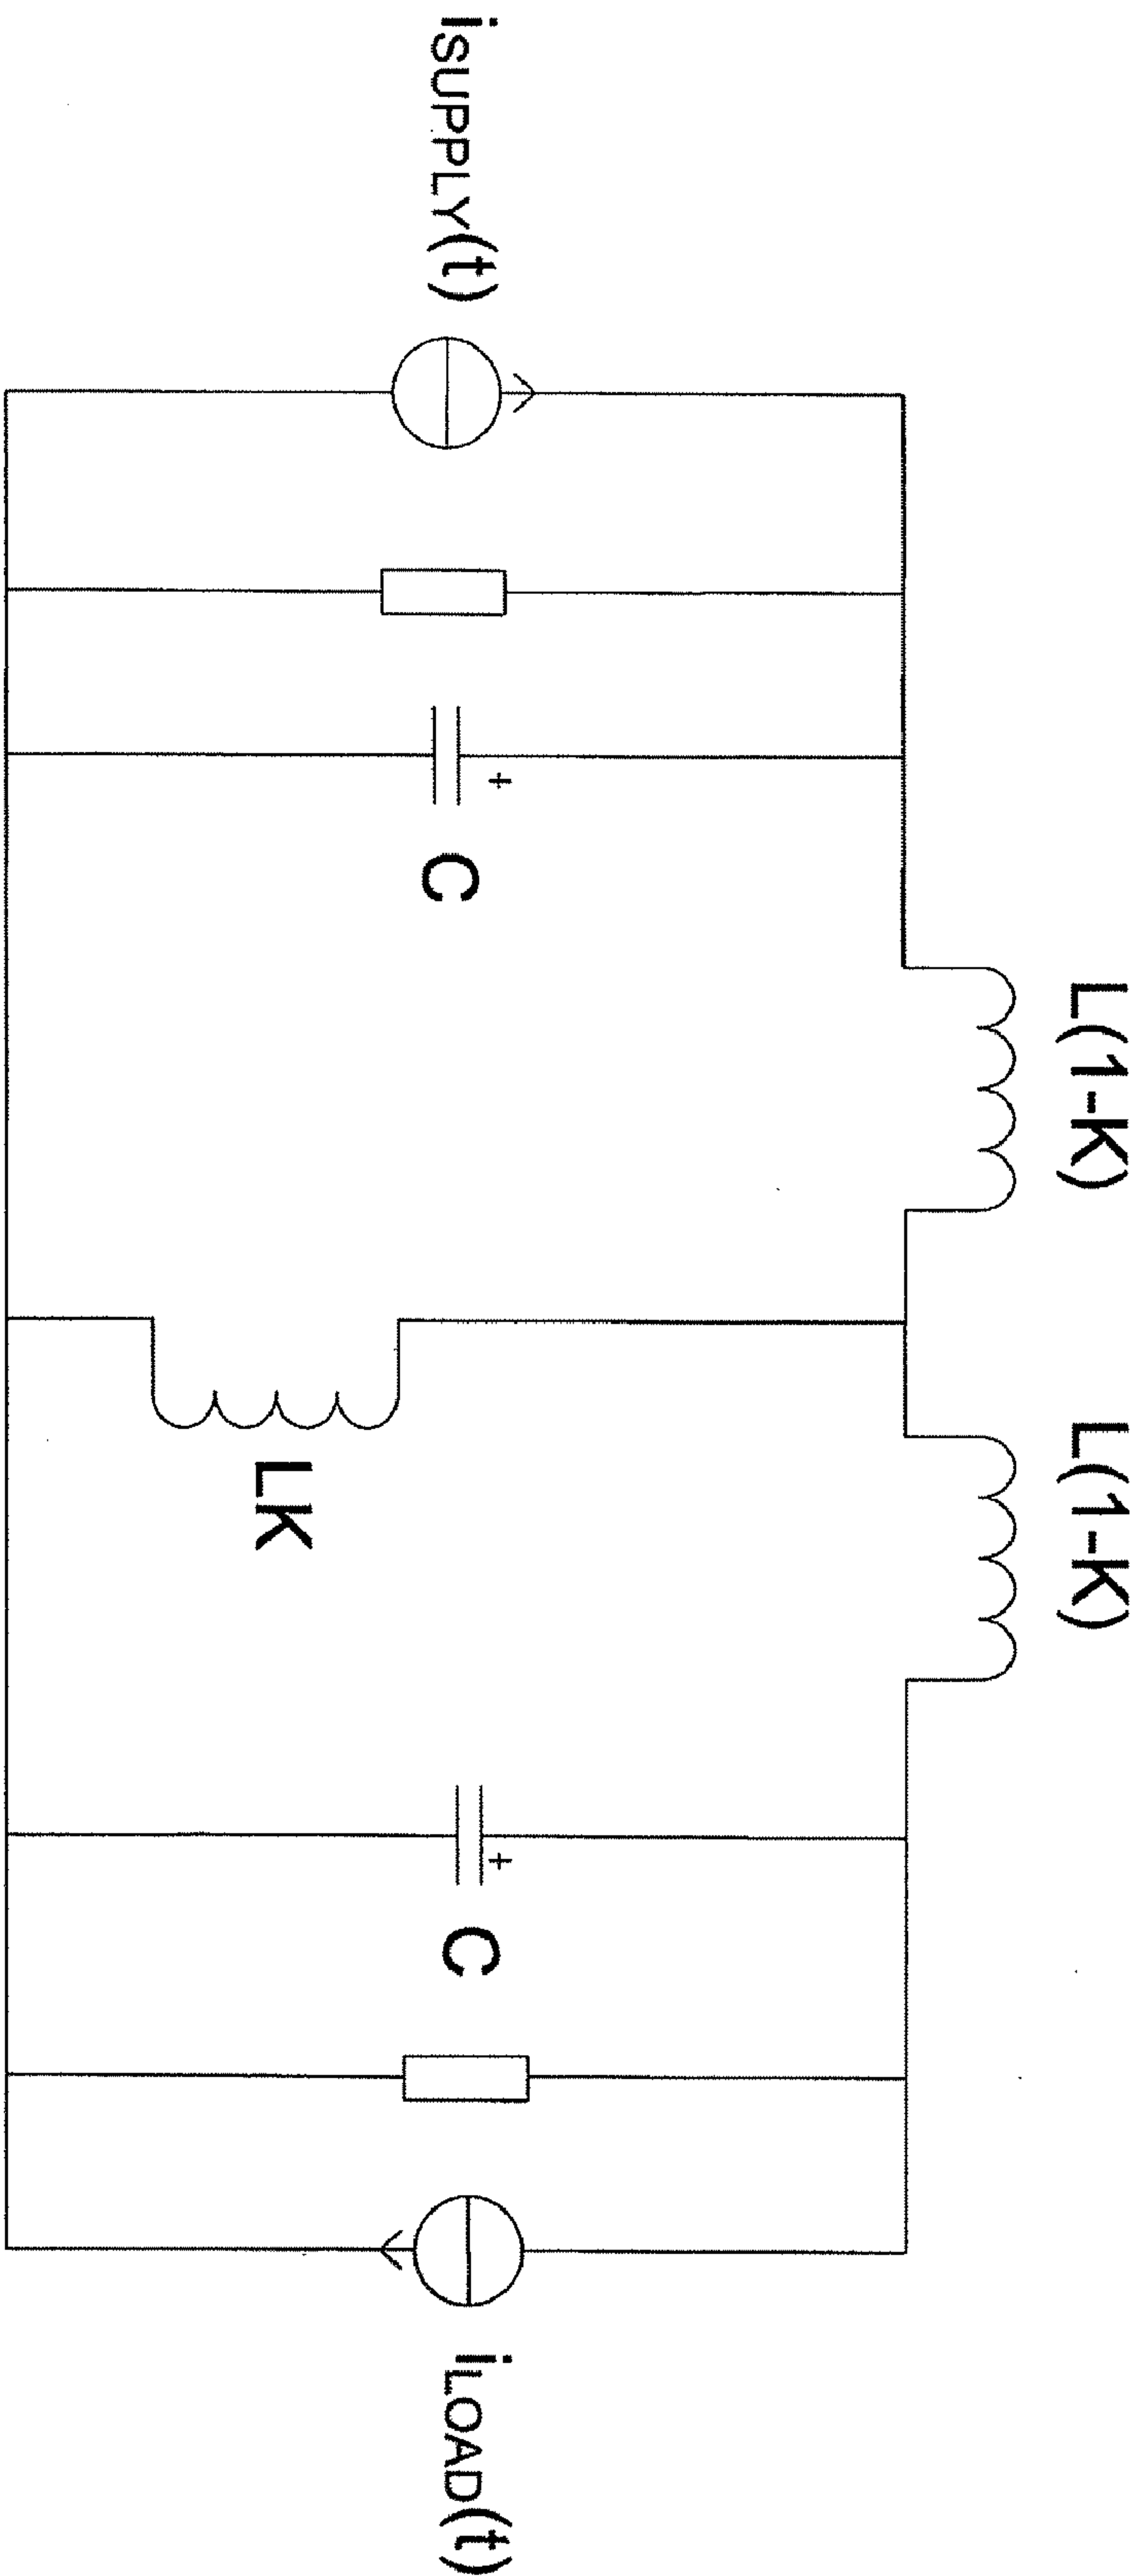 iSUPPLY(t)
+
C
L(1-K)
LK
L(1-K)
+
C
iLOAD(t)